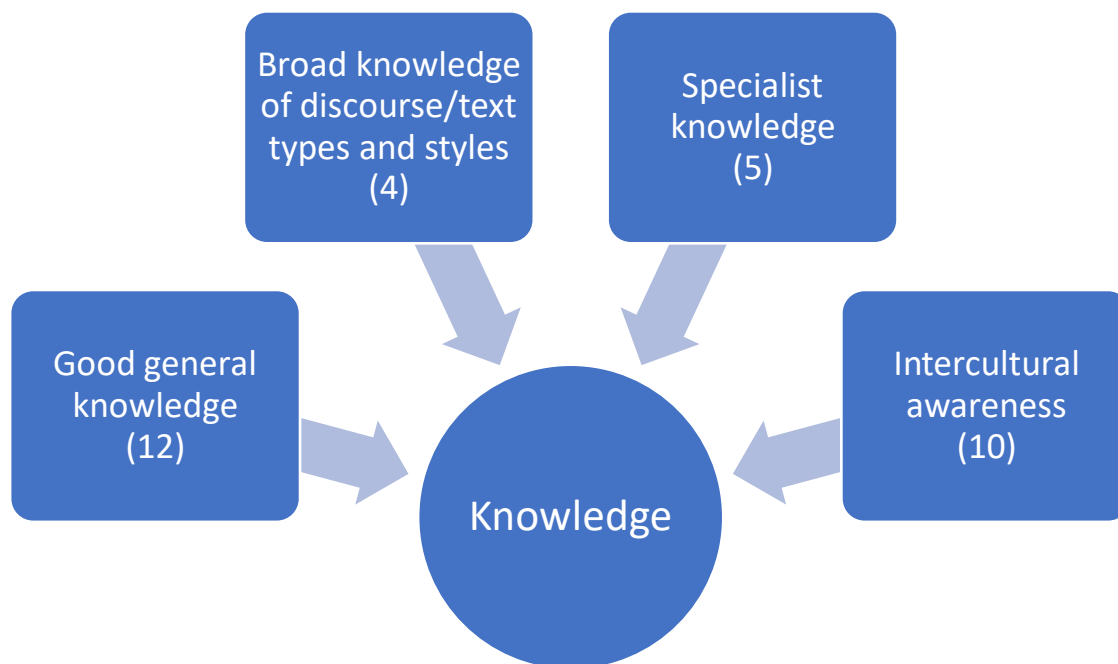 Good general
knowledge
(12)
Broad knowledge
of discourse/text
types and styles
(4)
Specialist
knowledge
(5)
Intercultural
awareness
(10)
Knowledge